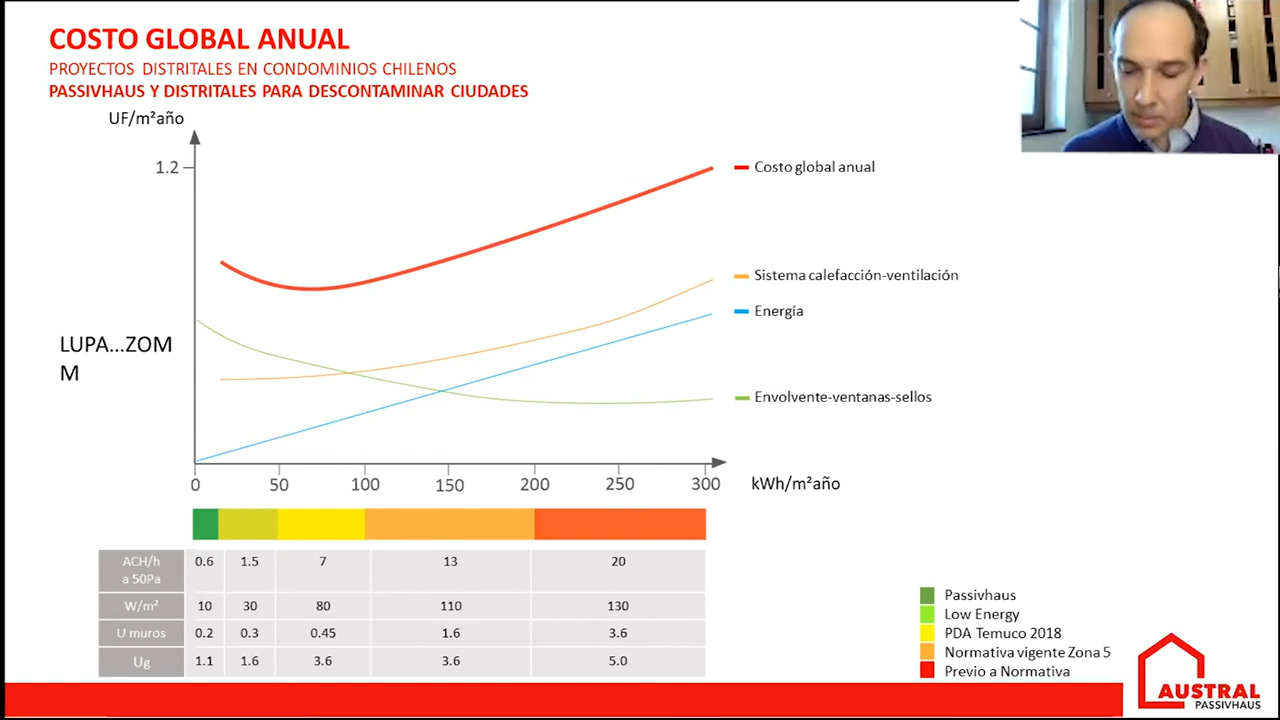 COSTO GLOBAL ANUAL
PROYECTOS DISTRITALES EN CONDOMINIOS CHILENOS
PASSIVHAUS Y DISTRITALES PARA DESCONTAMINAR CIUDADES
UF/m²año
1.2
Costo global anual
Sistema calefacción-ventilación
Energía
LUPA...ZOM
M
Envolvente-ventanas-sellos
0 50 100 150 200 250 300 kWh/m²año
ACH/h
a 50Pa
0.6 1.5 7 13 20
W/m² 10 30 80 110 130
U muros 0.2 0.3 0.45 1.6 3.6
Ug 1.1 1.6 3.6 3.6 5.0
Passivhaus
Low Energy
PDA Temuco 2018
Normativa vigente Zona 5
Previo a Normativa
AUSTRAL
PASSIVHAUS